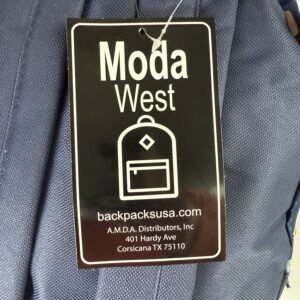 Moda
West
backpacksusa.com
A.M.D.A. Distributors, Inc
401 Hardy Ave
Corsicana TX 75110